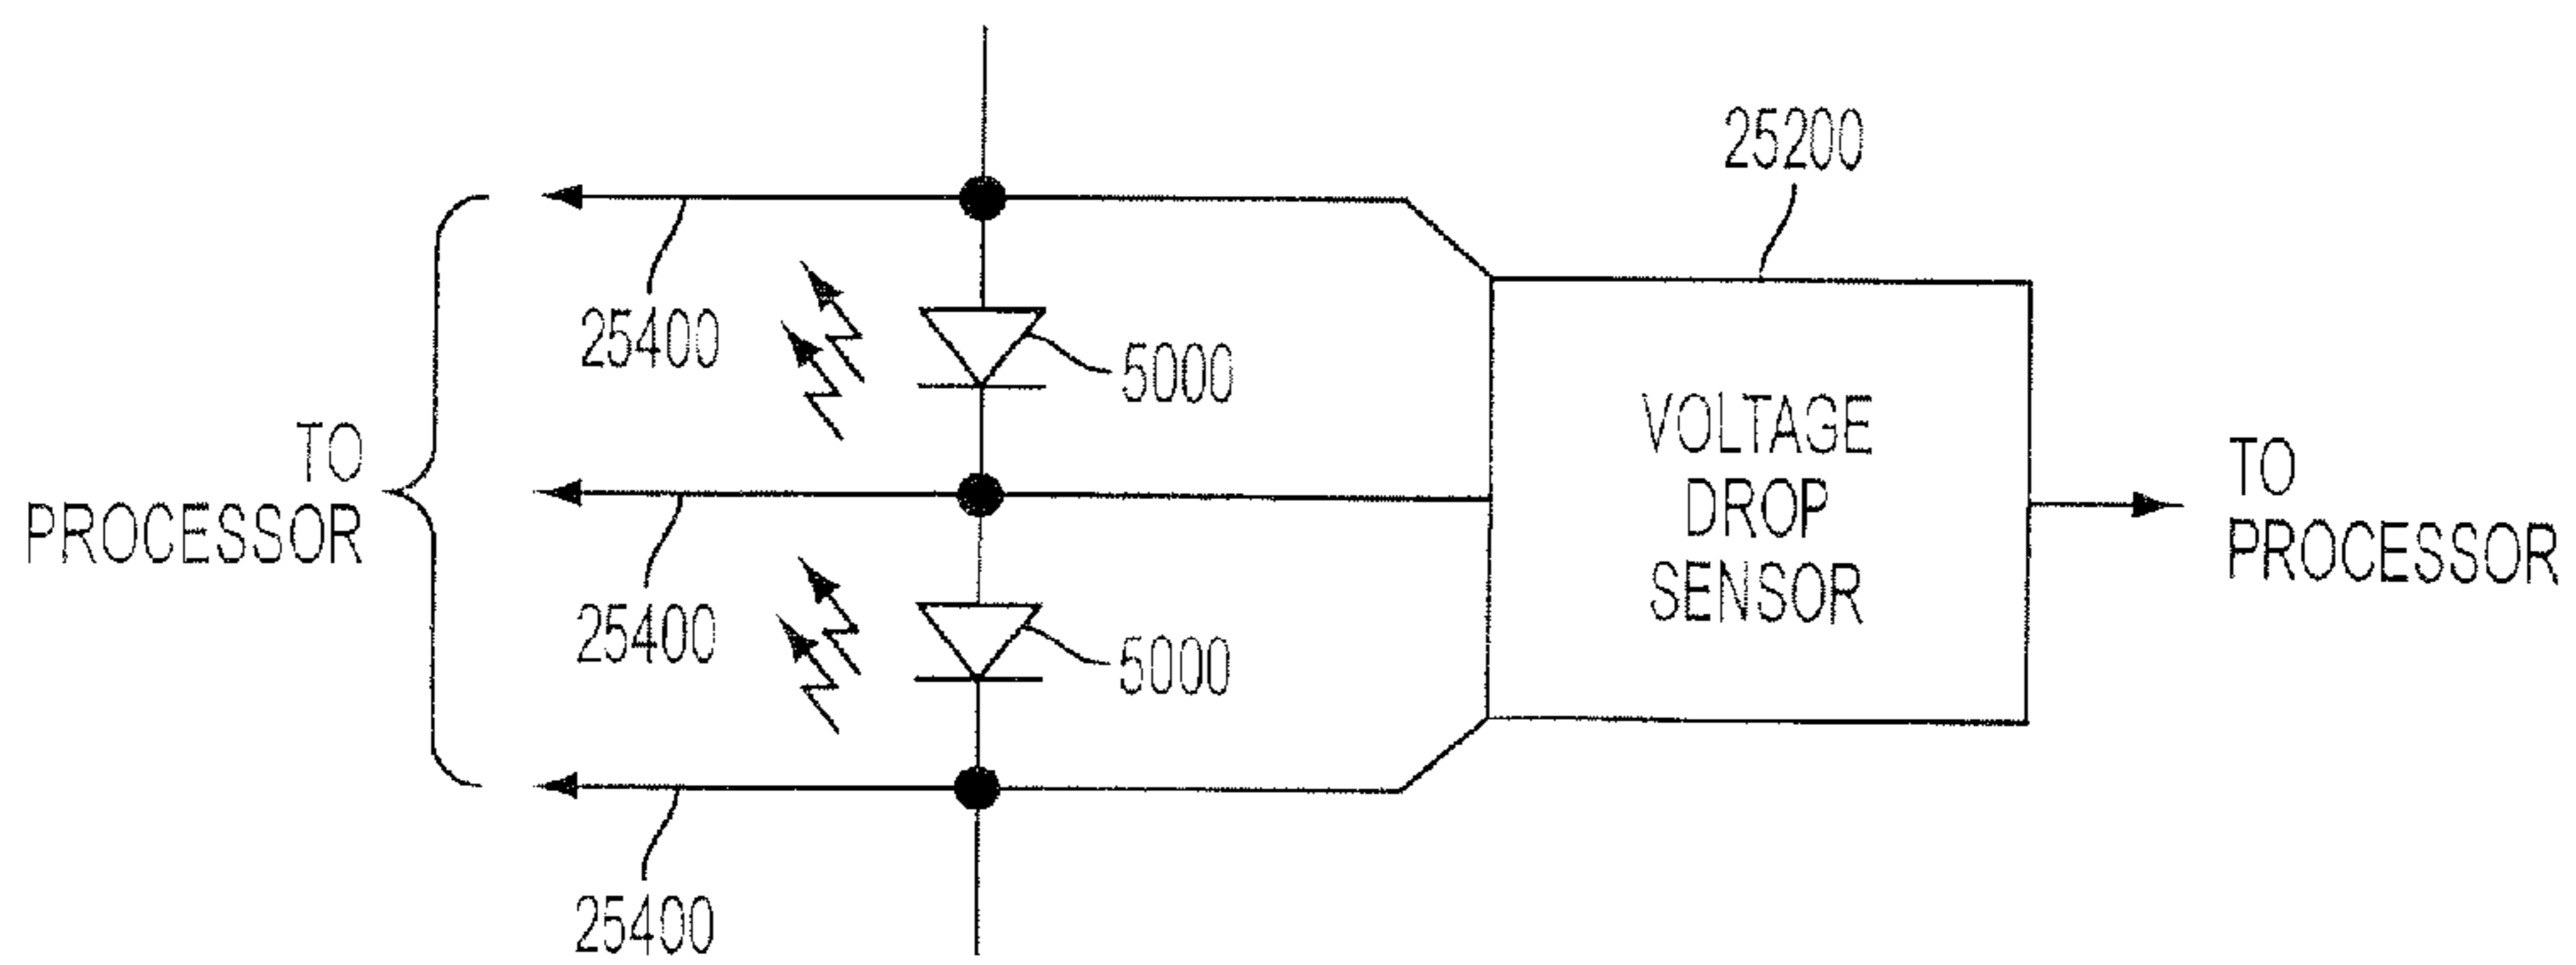 25200
25400
5000
VOLTAGE
DROP
SENSOR
TO
PROCESSOR
TO
PROCESSOR
25400
5000
25400